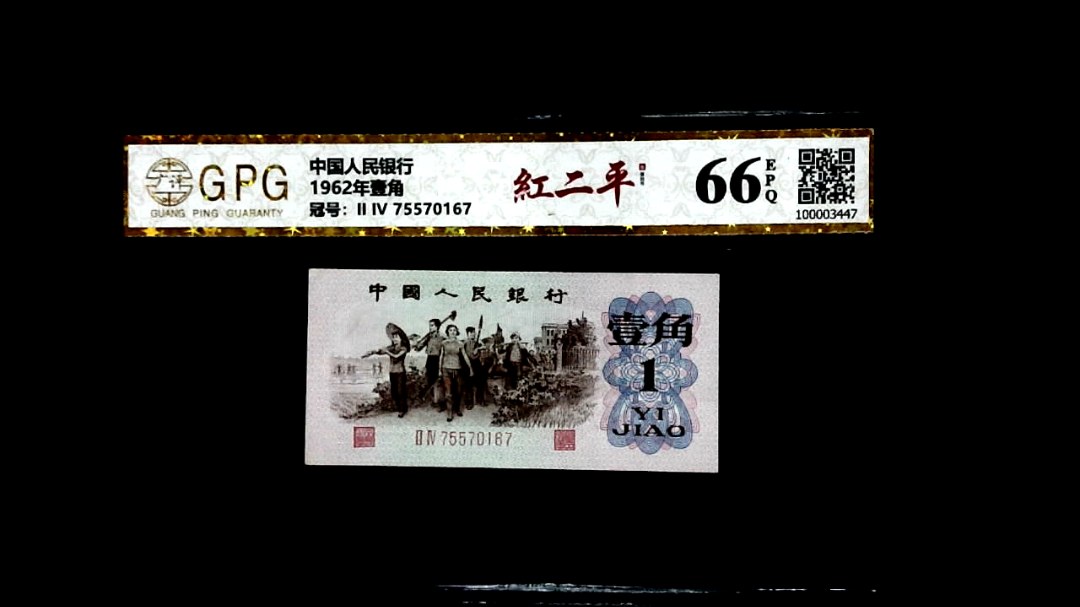 GPG
GUANG PING GUARANTY
中国人民银行
1962年壹角
冠号：II IV 75570167
紅二平
66
EPQ
100003447
中國人民銀行
壹角
1
YI
JIAO
II IV 75570167